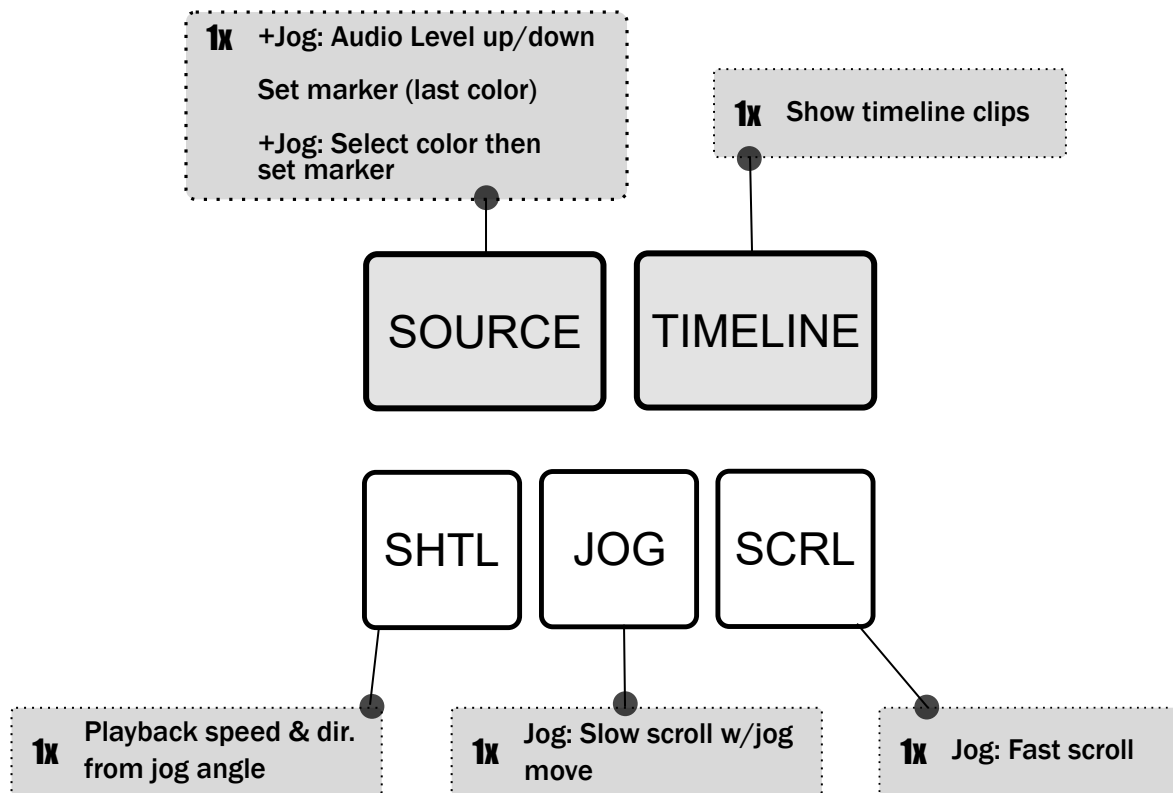 1x +Jog: Audio Level up/down
Set marker (last color)
+Jog: Select color then
set marker
1x Show timeline clips
SOURCE
TIMELINE
SHTL
JOG
SCRL
1x Playback speed & dir.
from jog angle
1x Jog: Slow scroll w/jog
move
1x Jog: Fast scroll